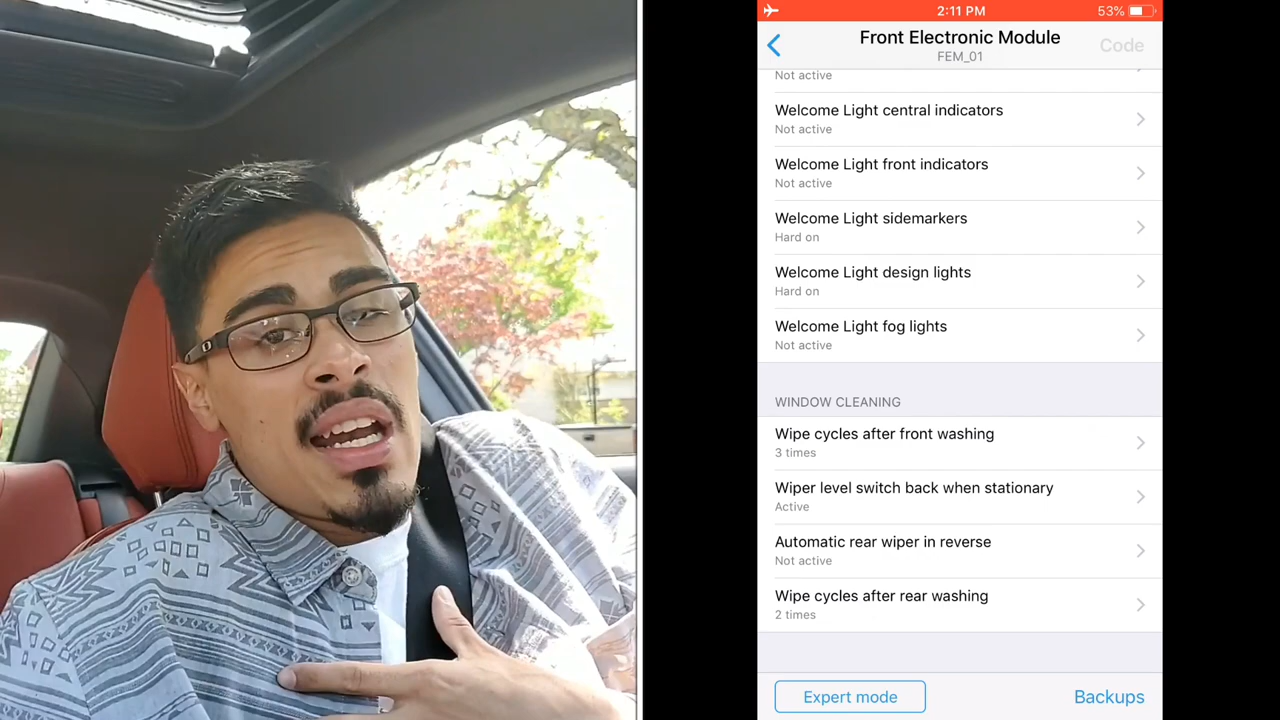 2:11 PM
53%
Front Electronic Module
Code
FEM_01
Not active
Welcome Light central indicators
Not active
Welcome Light front indicators
Not active
Welcome Light sidemarkers
Hard on
Welcome Light design lights
Hard on
Welcome Light fog lights
Not active
WINDOW CLEANING
Wipe cycles after front washing
3 times
Wiper level switch back when stationary
Active
Automatic rear wiper in reverse
Not active
Wipe cycles after rear washing
2 times
Expert mode
Backups